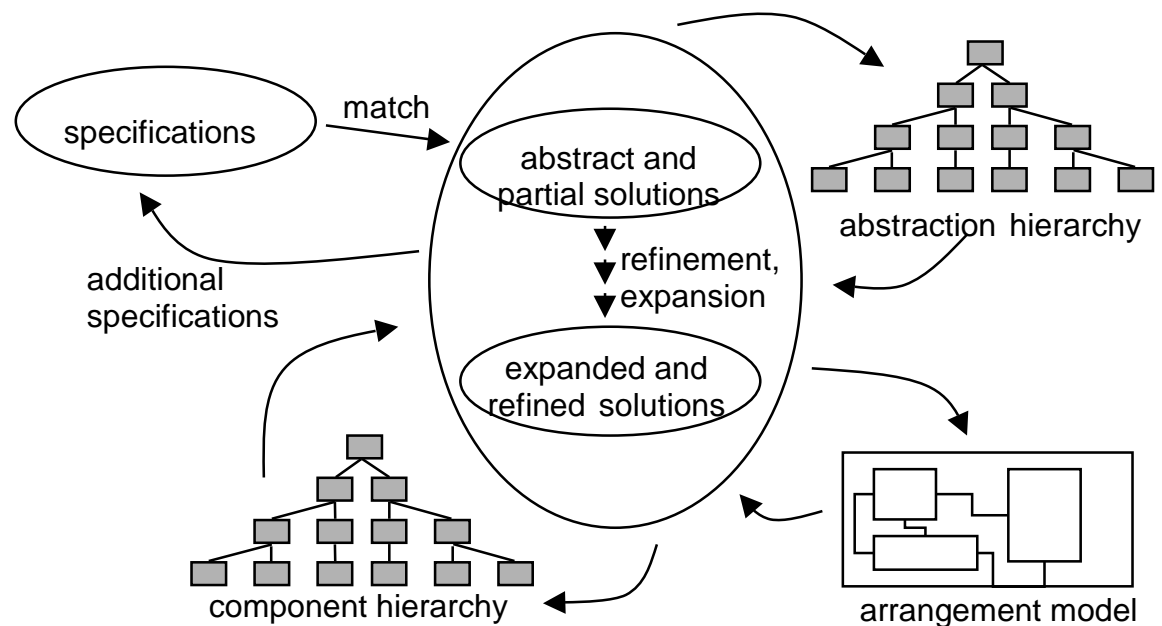 match
specifications
abstract and
partial solutions
abstraction hierarchy
refinement,
expansion
additional
specifications
expanded and
refined solutions
component hierarchy
arrangement model